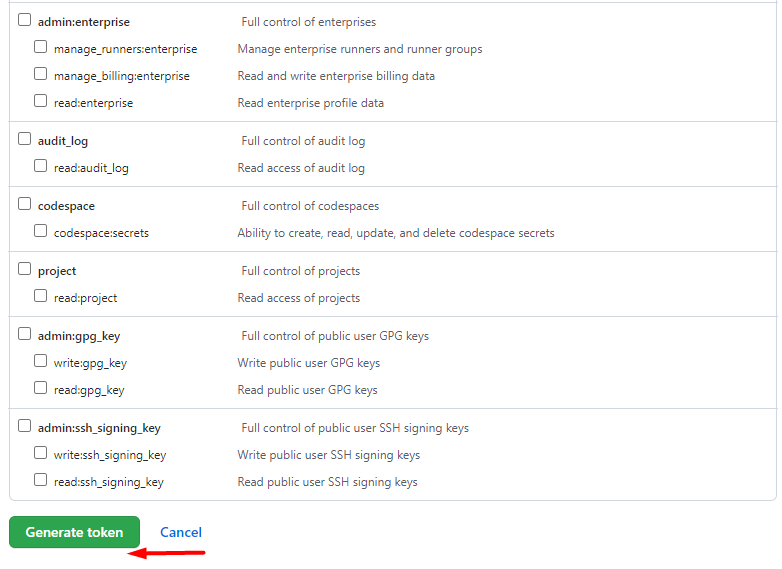 admin:enterprise Full control of enterprises
manage_runners:enterprise Manage enterprise runners and runner groups
manage_billing:enterprise Read and write enterprise billing data
read:enterprise Read enterprise profile data
audit_log Full control of audit log
read:audit_log Read access of audit log
codespace Full control of codespaces
codespace:secrets Ability to create, read, update, and delete codespace secrets
project Full control of projects
read:project Read access of projects
admin:gpg_key Full control of public user GPG keys
write:gpg_key Write public user GPG keys
read:gpg_key Read public user GPG keys
admin:ssh_signing_key Full control of public user SSH signing keys
write:ssh_signing_key Write public user SSH signing keys
read:ssh_signing_key Read public user SSH signing keys
Generate token Cancel